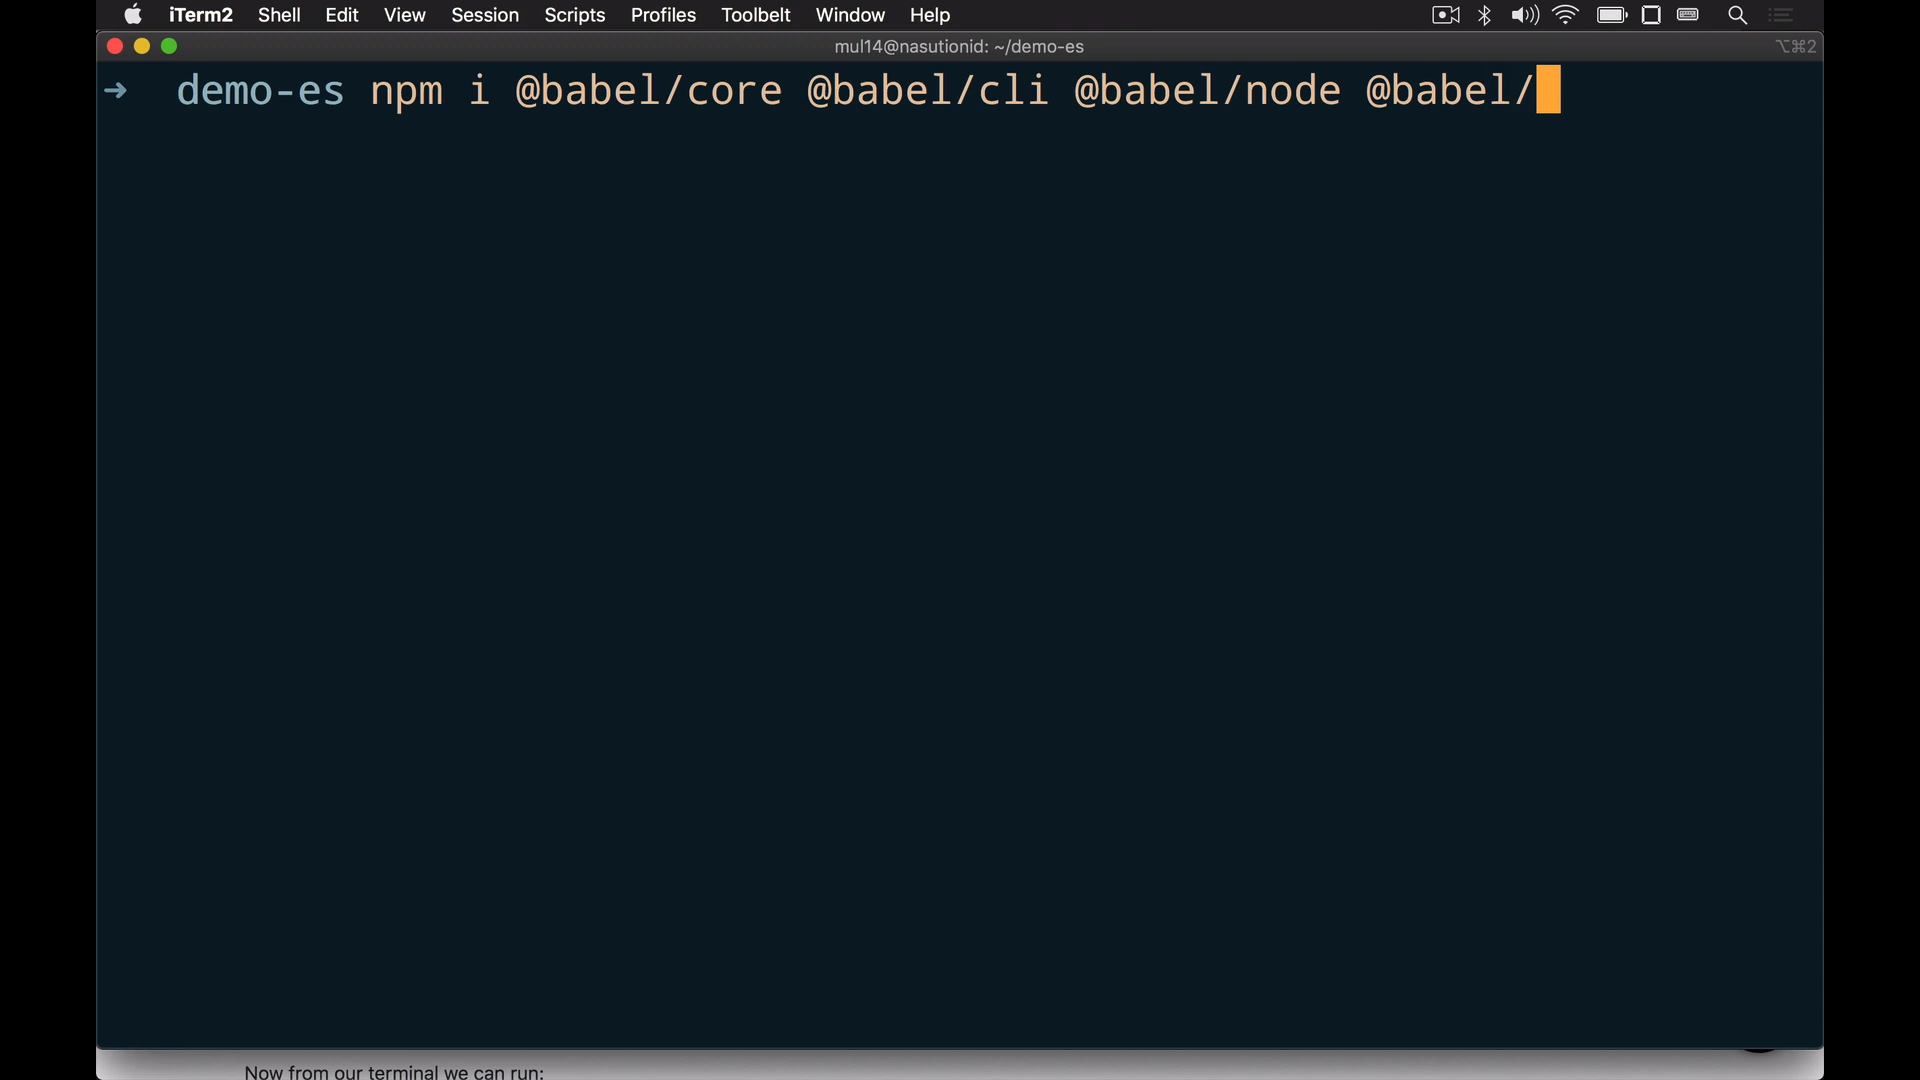 iTerm2 Shell Edit View Session Scripts Profiles Toolbelt Window Help
mul14@nasutionid: ~/demo-es ⌥⌘2
➜ demo-es npm i @babel/core @babel/cli @babel/node @babel/
Now from our terminal we can run: